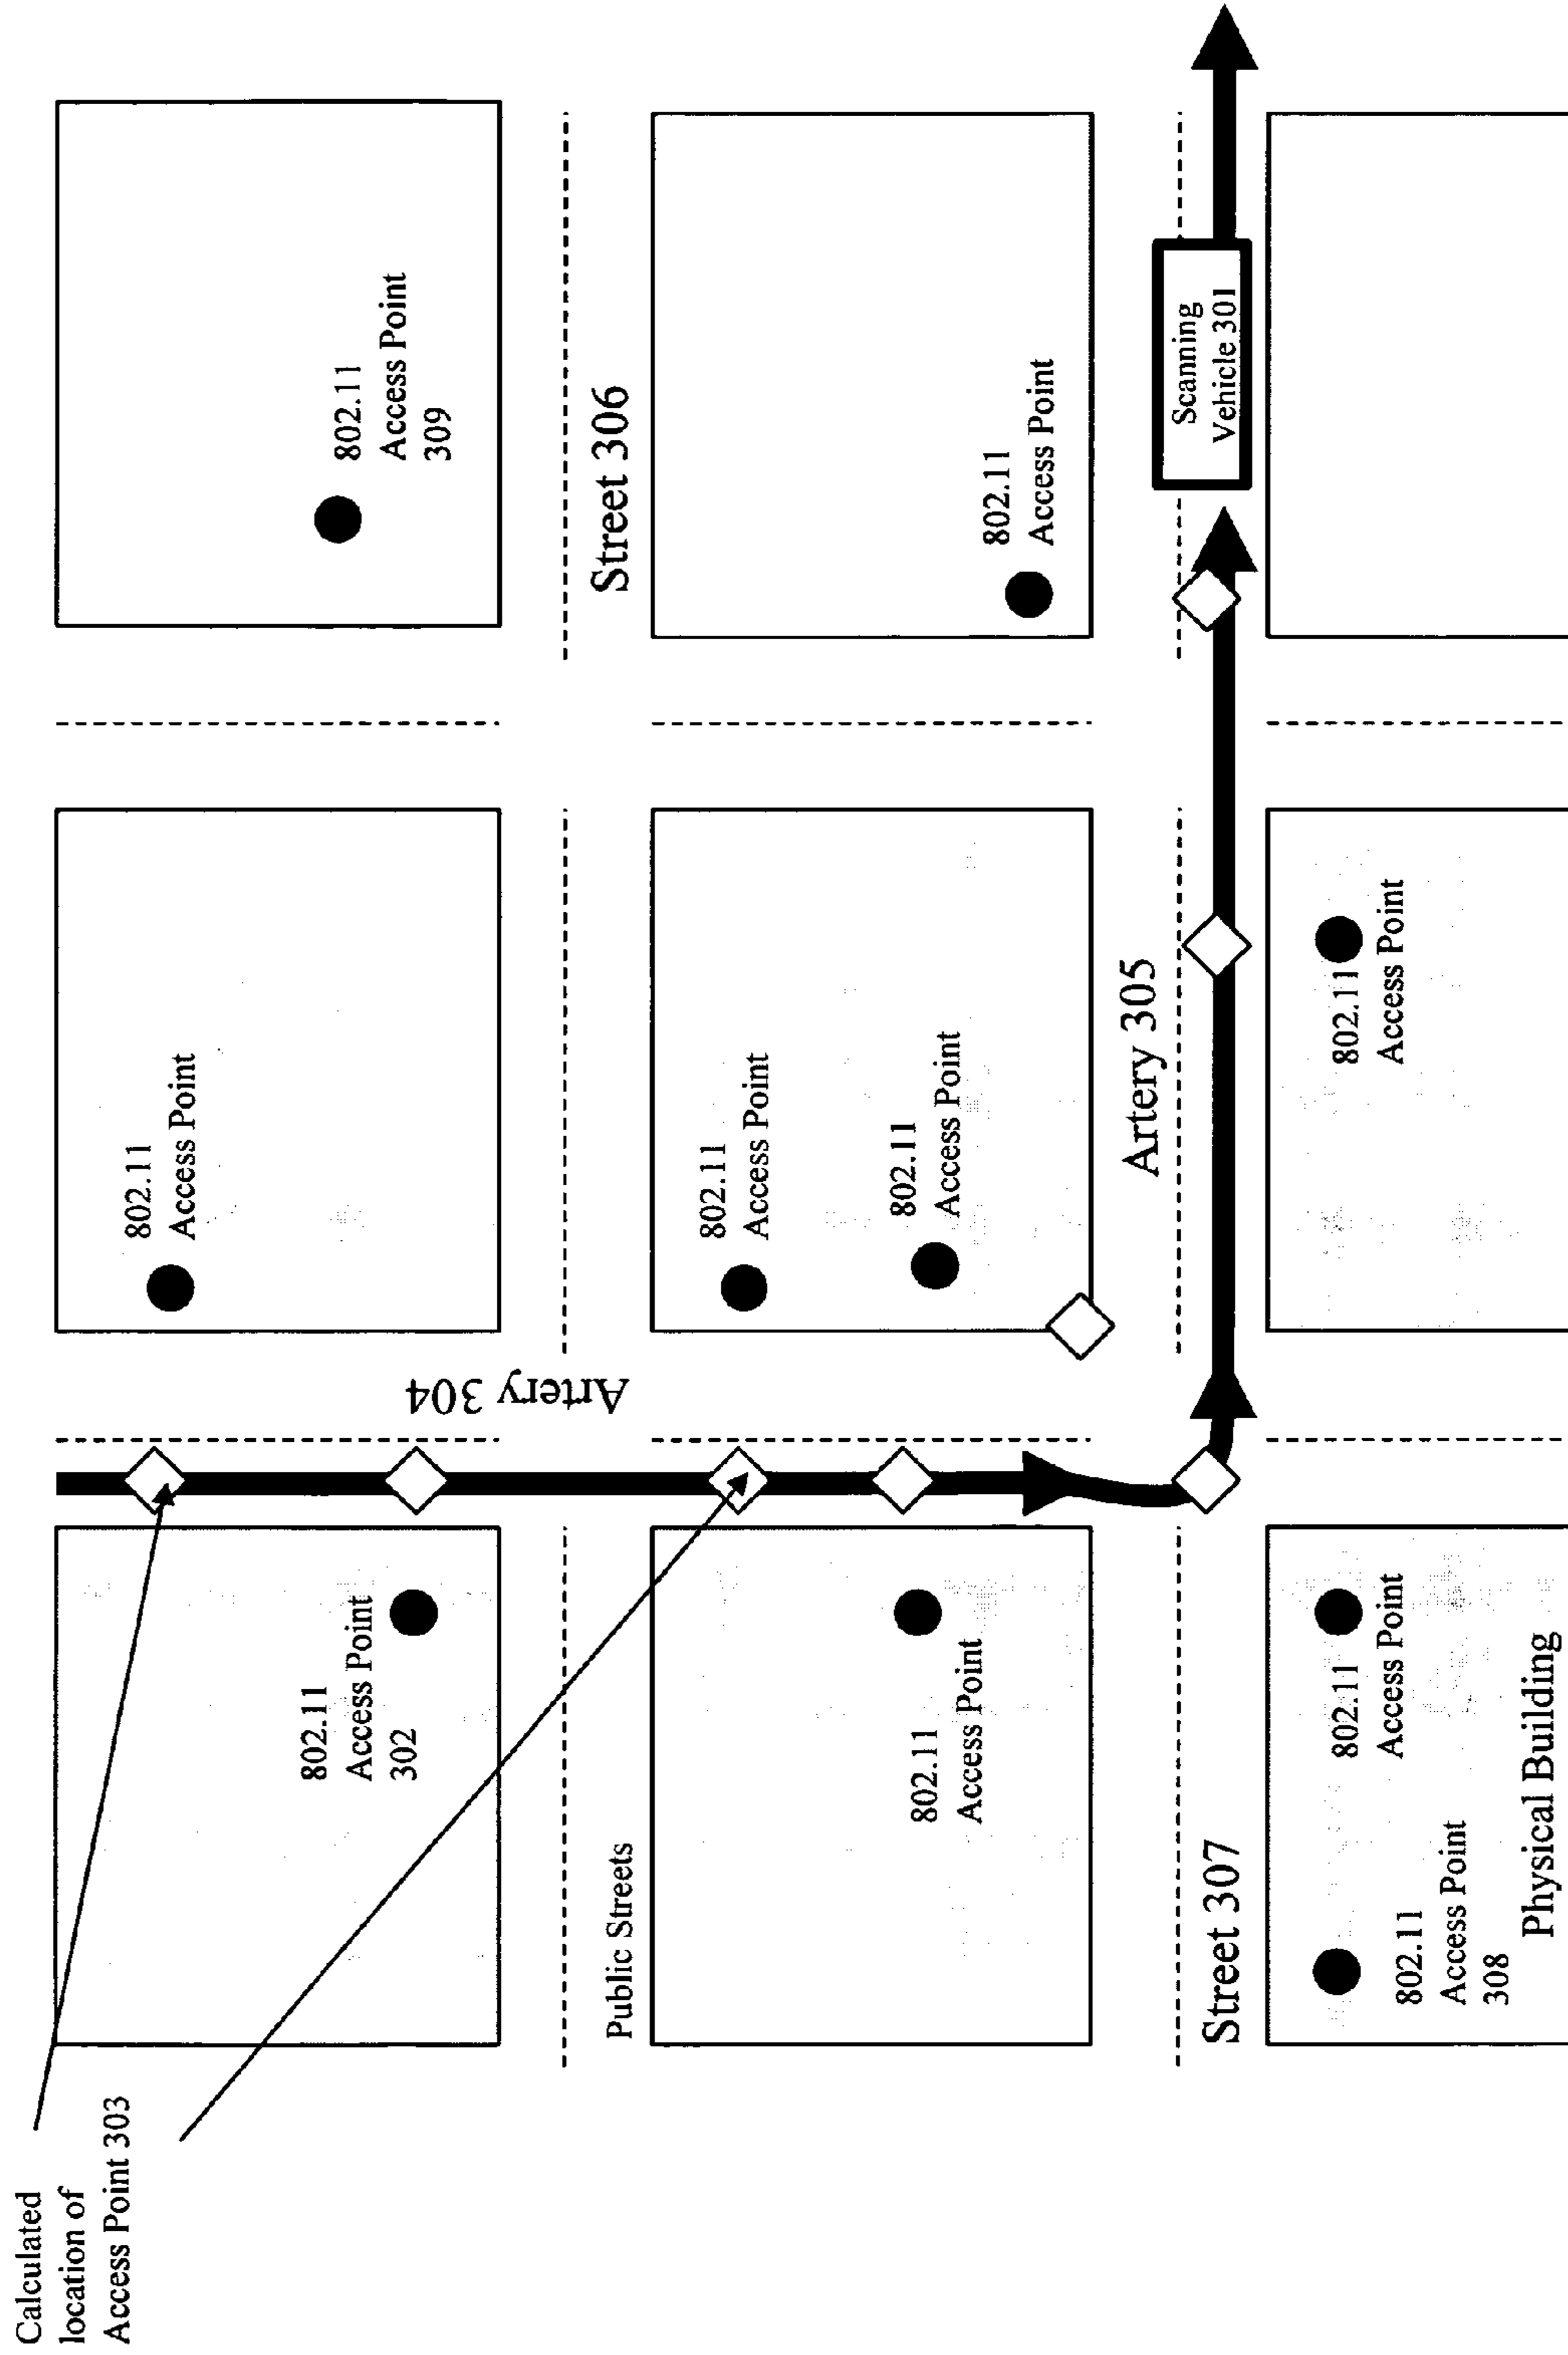 Calculated
location of
Access Point 303
802.11
Access Point
302
802.11
Access Point
802.11
Access Point
309
Artery 304
Public Streets
Street 306
802.11
Access Point
802.11
Access Point
802.11
Access Point
802.11
Access Point
Street 307
Artery 305
Scanning
Vehicle 301
802.11
Access Point
308
802.11
Access Point
802.11
Access Point
Physical Building